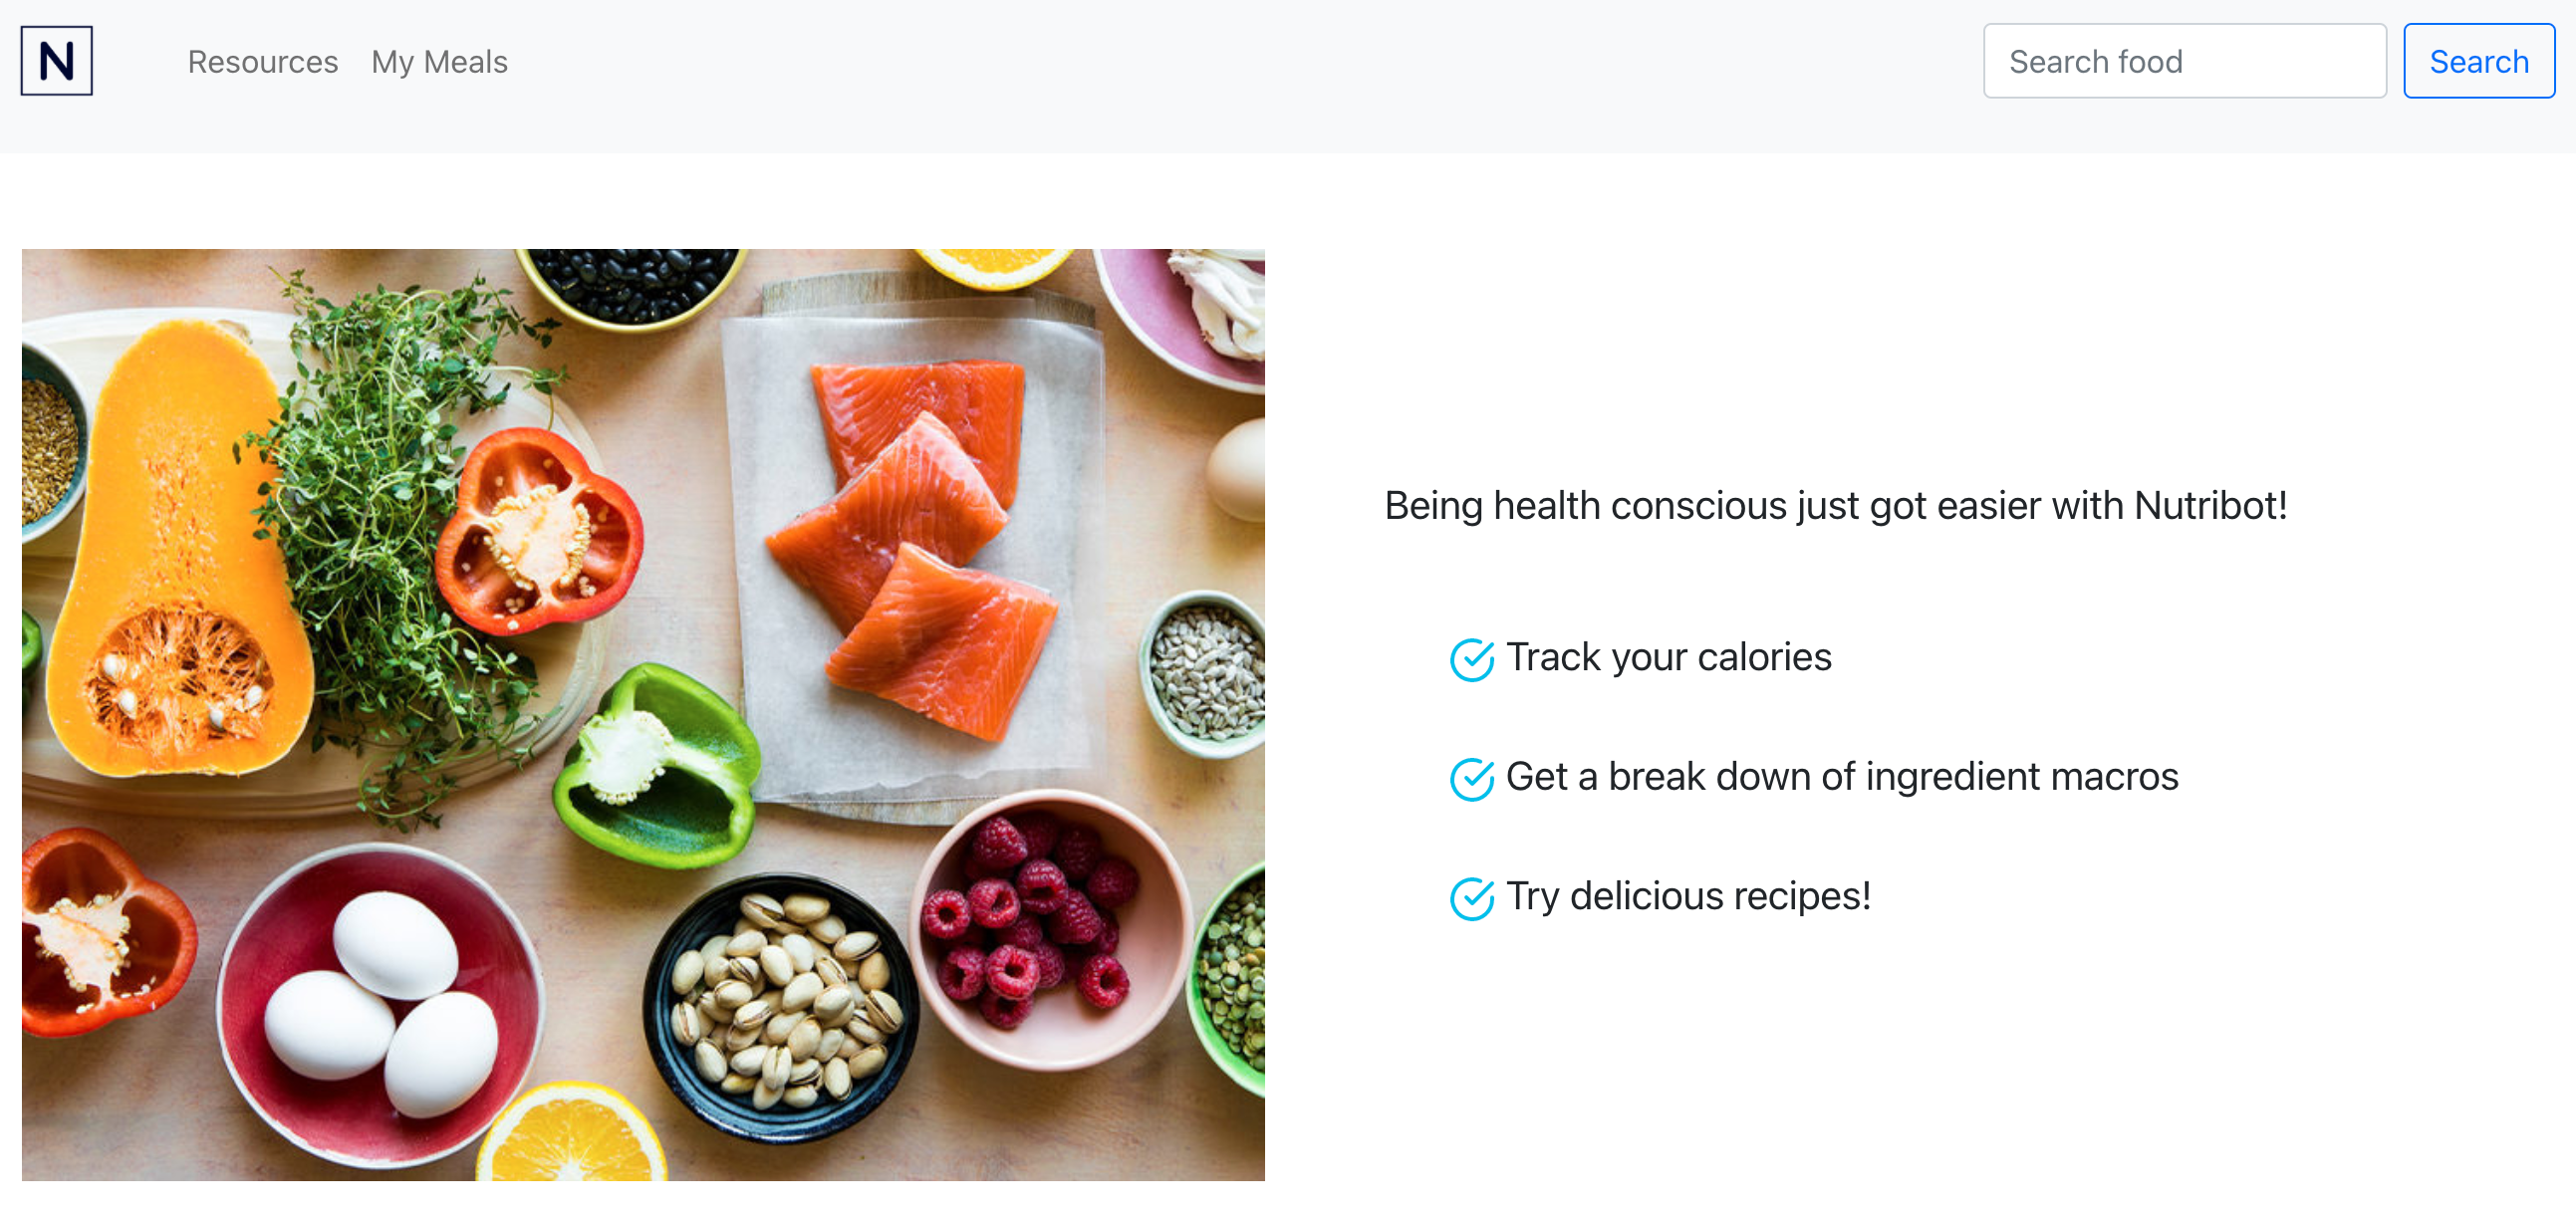 N
Resources My Meals Search food Search
Being health conscious just got easier with Nutribot!
Track your calories
Get a break down of ingredient macros
Try delicious recipes!